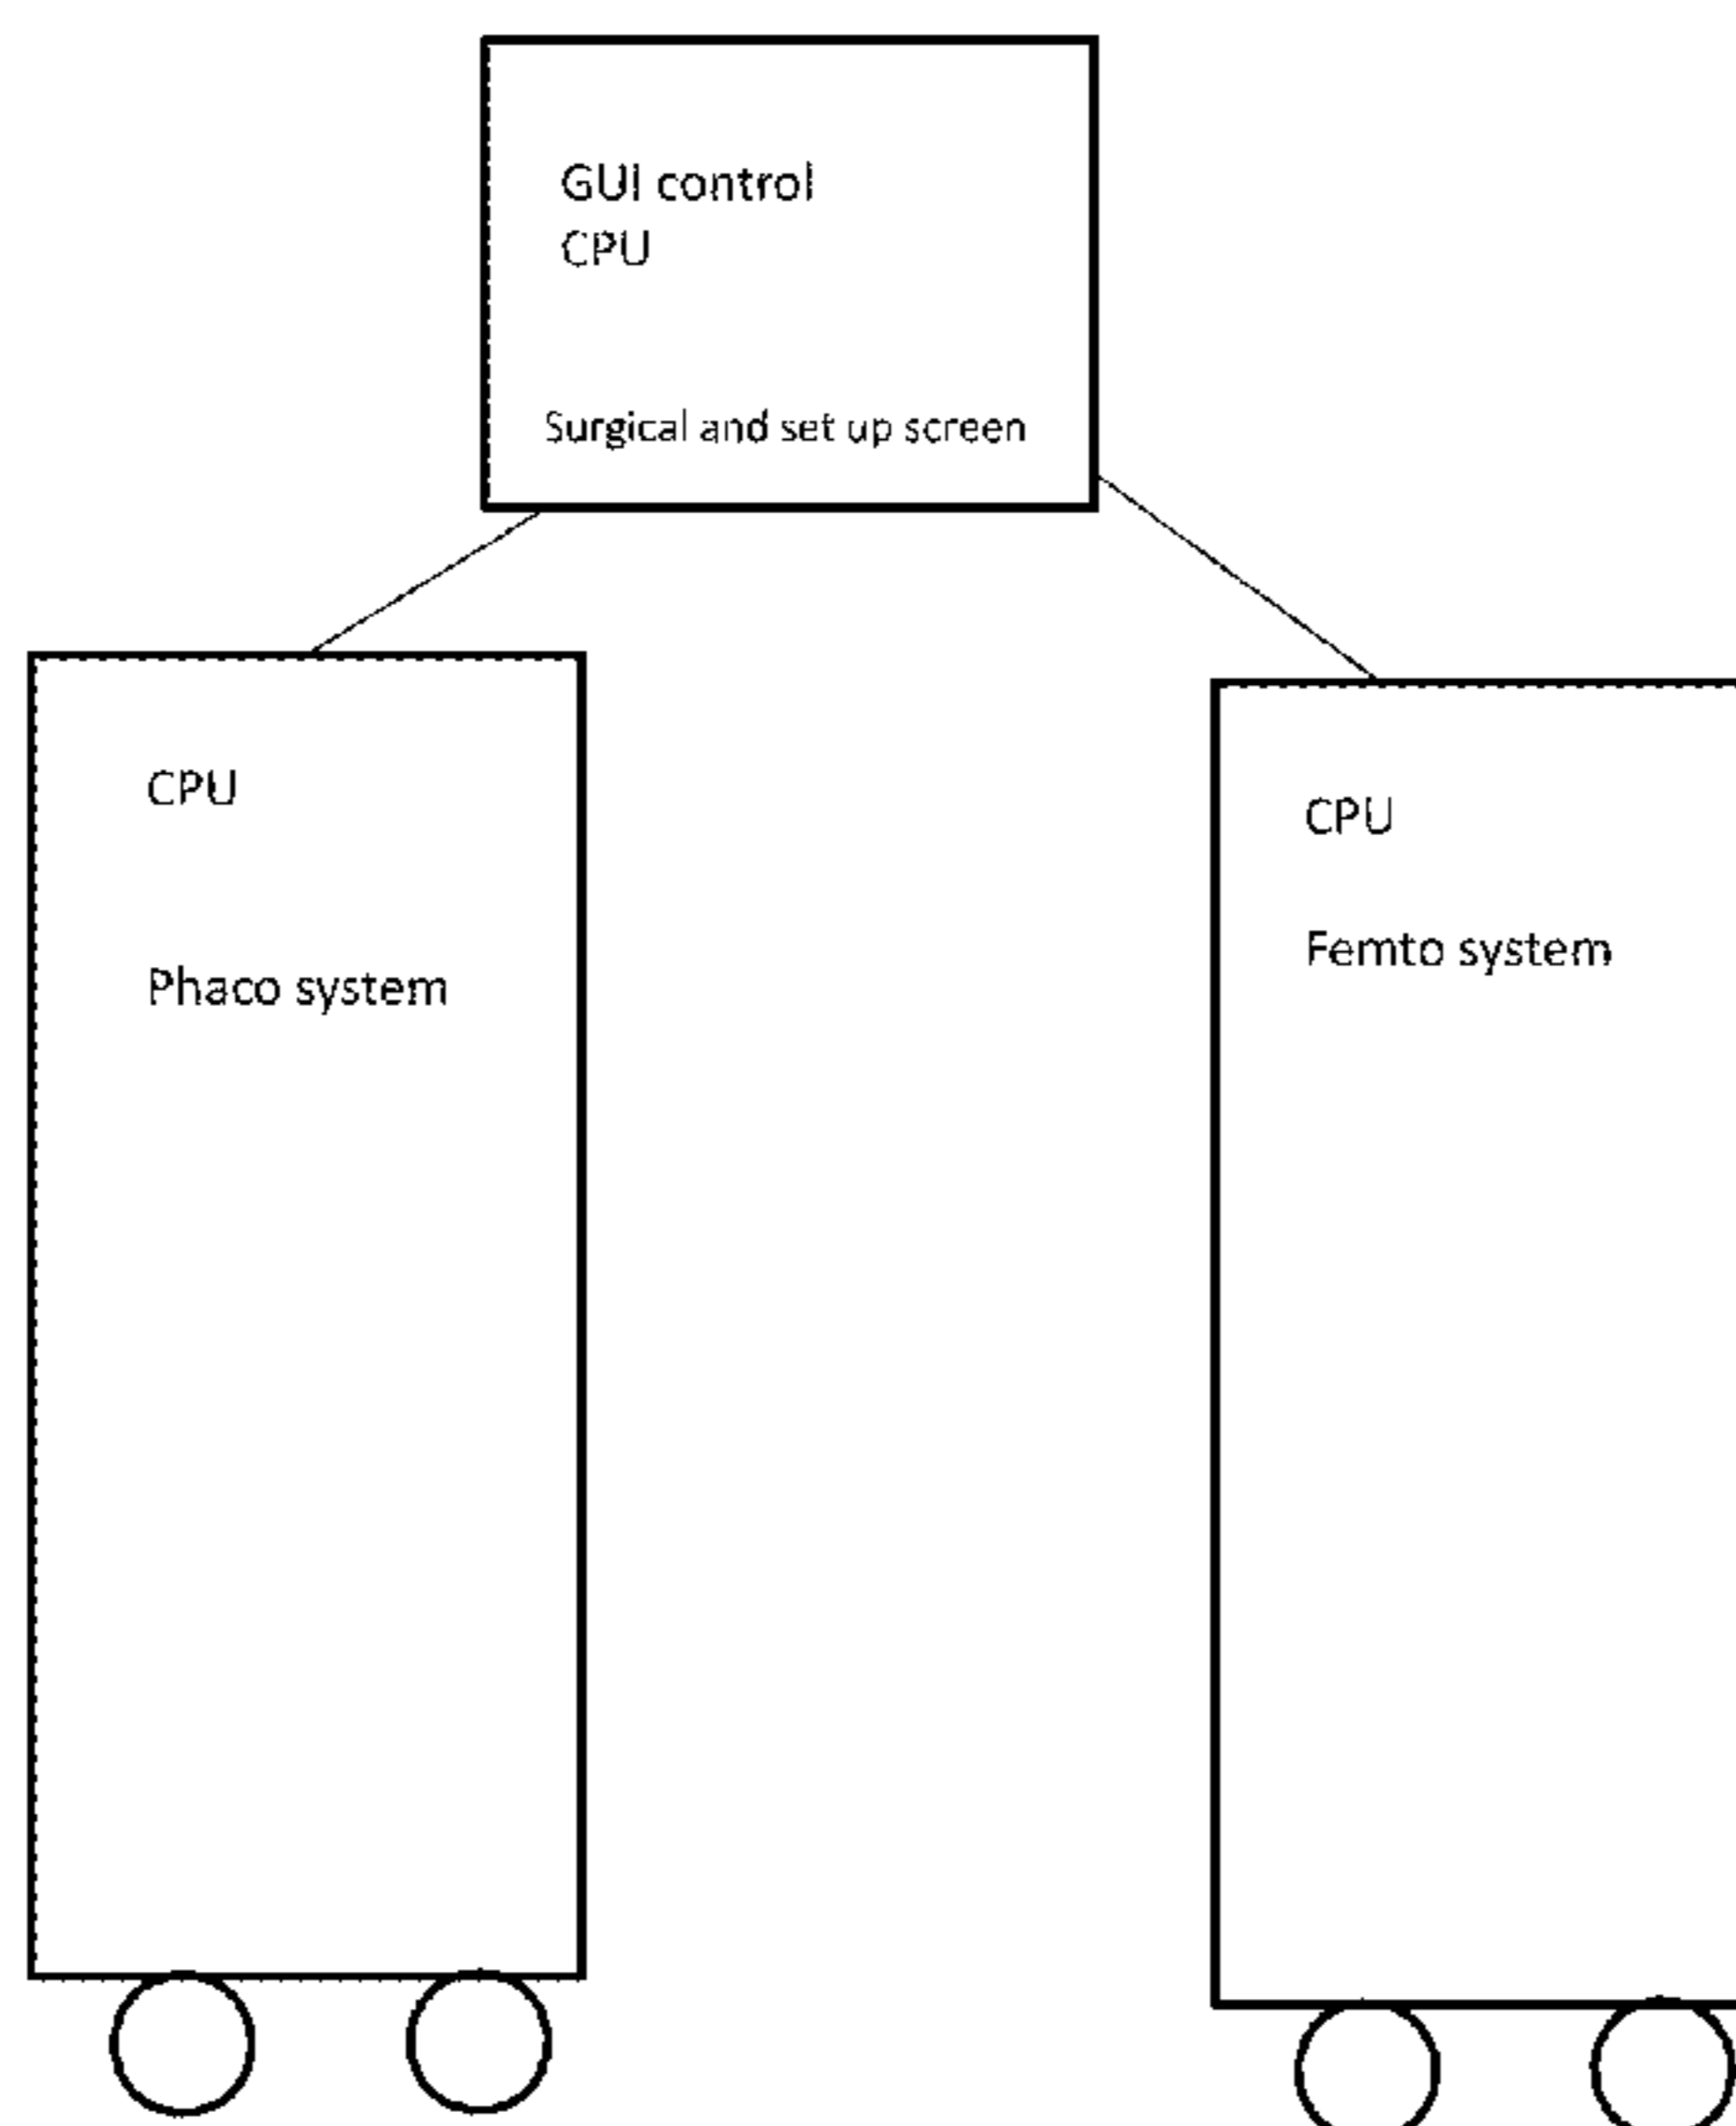 GUI control
CPU
Surgical and set up screen
CPU
Phaco system
CPU
Femto system